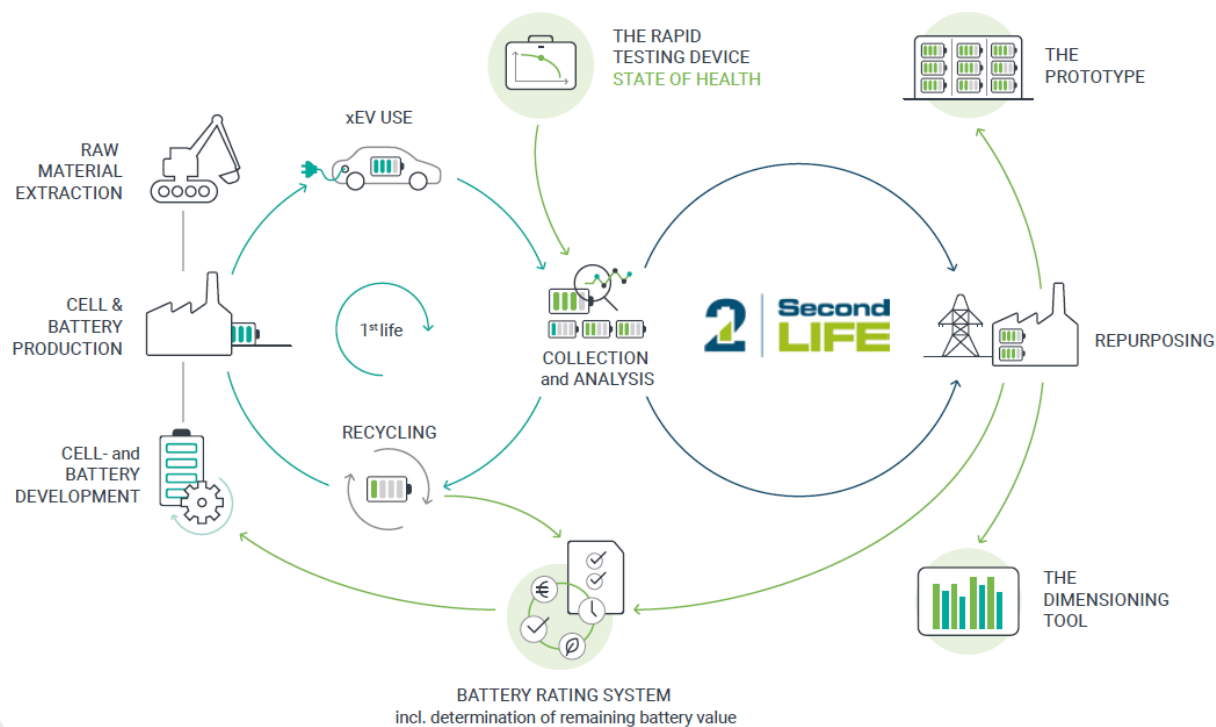 THE RAPID
TESTING DEVICE
STATE OF HEALTH
THE
PROTOTYPE
xEV USE
RAW
MATERIAL
EXTRACTION
CELL &
BATTERY
PRODUCTION
1st life
COLLECTION
and ANALYSIS
2 Second
LIFE
REPURPOSING
CELL- and
BATTERY
DEVELOPMENT
RECYCLING
€
THE
DIMENSIONING
TOOL
BATTERY RATING SYSTEM
incl. determination of remaining battery value